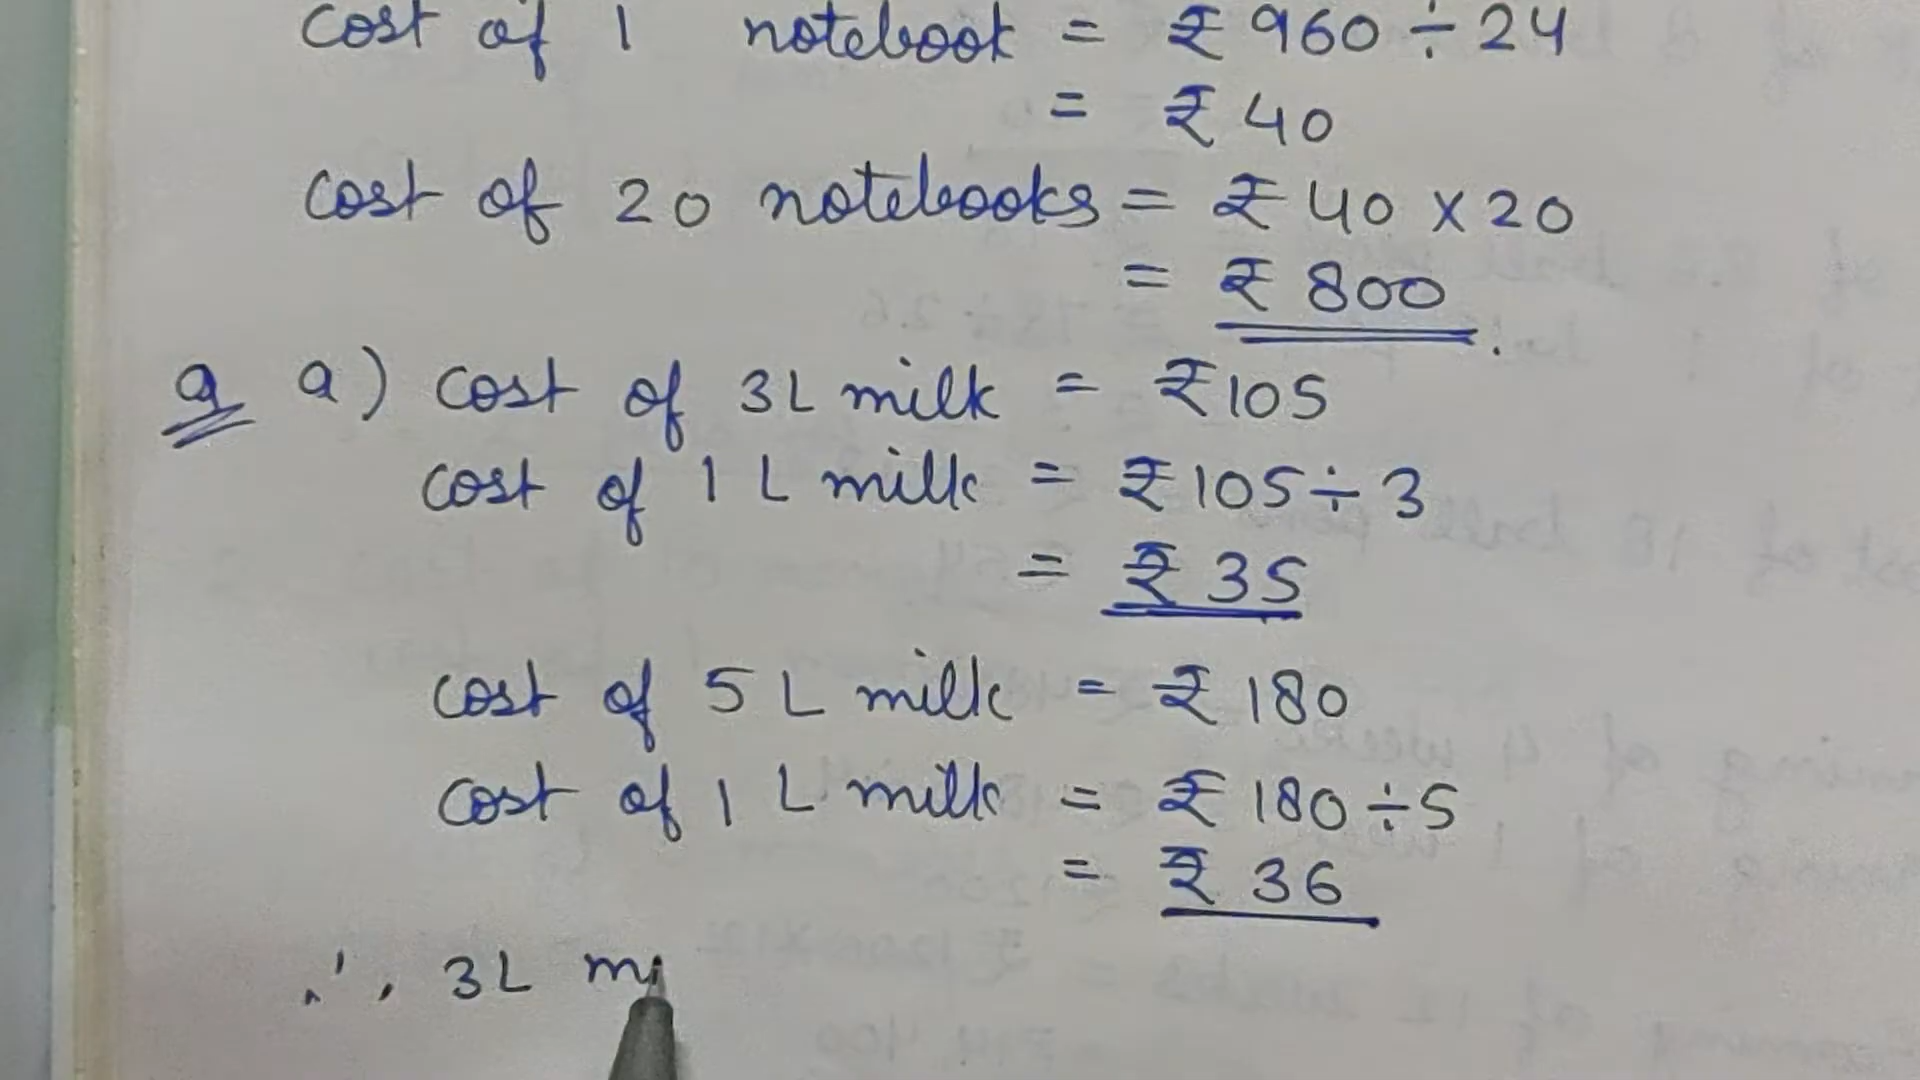 cost of 1 notebook = ₹ 960 ÷ 24
= ₹ 40
cost of 20 notebooks = ₹ 40 × 20
= ₹ 800.
9 a) cost of 3L milk = ₹105
cost of 1 L milk = ₹ 105 ÷ 3
= ₹ 35
cost of 5 L milk = ₹ 180
cost of 1 L milk = ₹ 180 ÷ 5
= ₹ 36
∴ 3L m